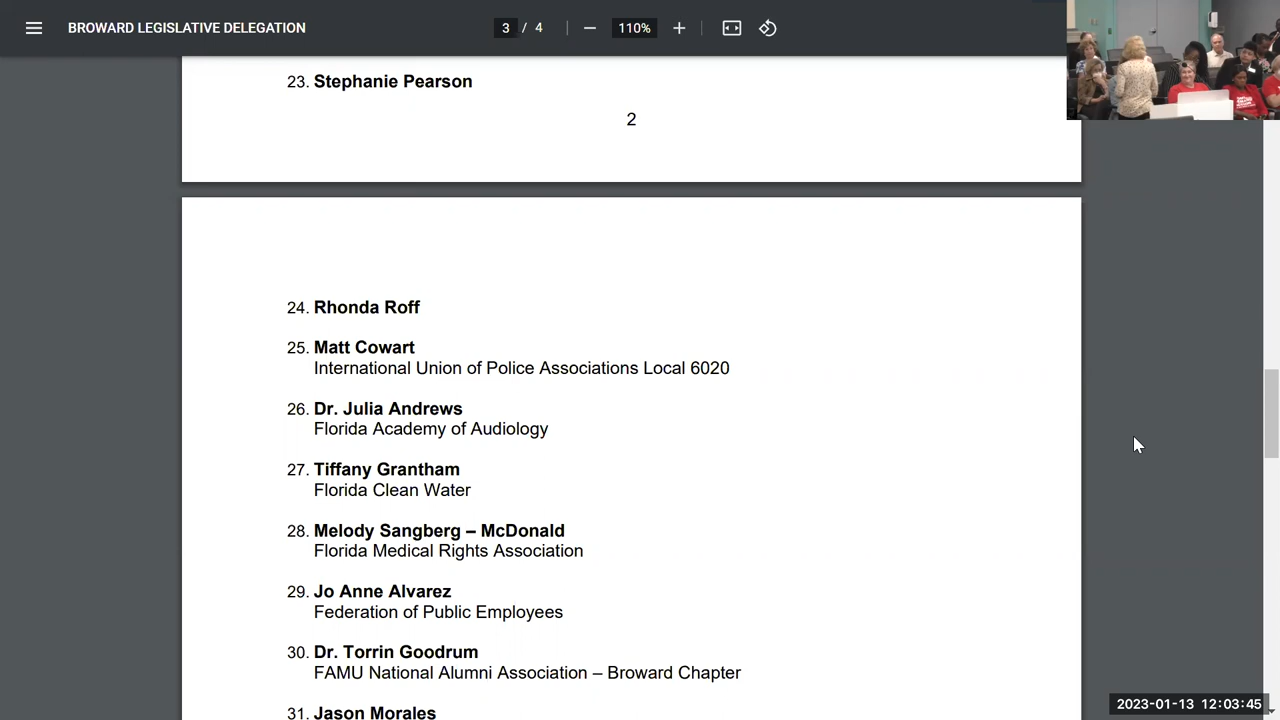 BROWARD LEGISLATIVE DELEGATION
3 / 4
110%
23. Stephanie Pearson
2
24. Rhonda Roff
25. Matt Cowart
International Union of Police Associations Local 6020
26. Dr. Julia Andrews
Florida Academy of Audiology
27. Tiffany Grantham
Florida Clean Water
28. Melody Sangberg – McDonald
Florida Medical Rights Association
29. Jo Anne Alvarez
Federation of Public Employees
30. Dr. Torrin Goodrum
FAMU National Alumni Association – Broward Chapter
31. Jason Morales
2023-01-13 12:03:45